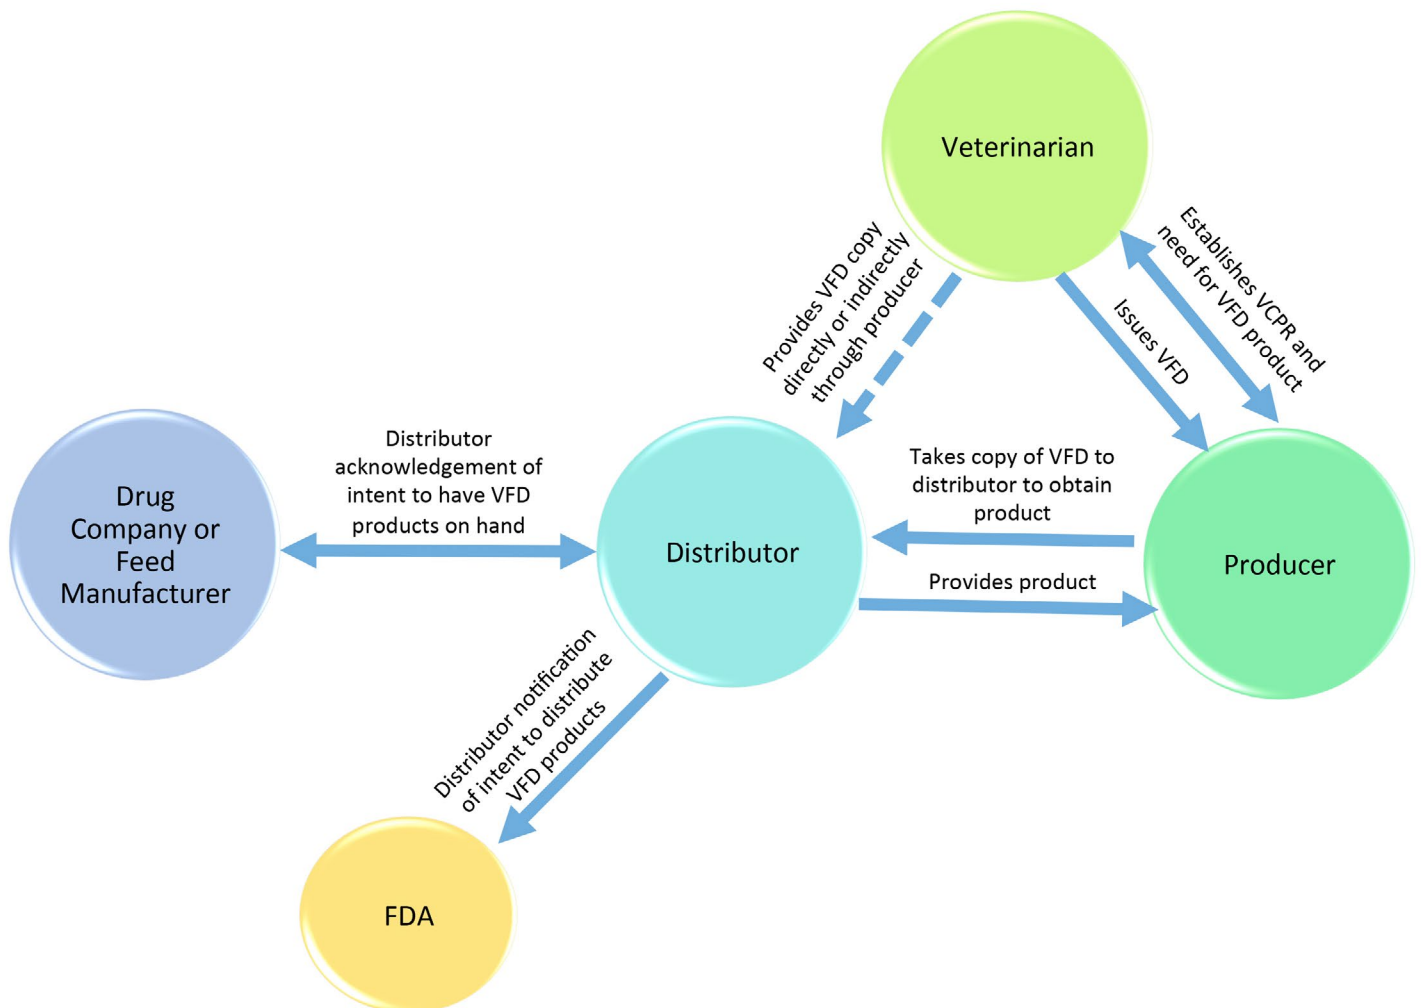 Veterinarian
Provides VFD copy
directly or indirectly
through producer
Issues VFD
Establishes VCPR and
need for VFD product
Drug
Company or
Feed
Manufacturer
Distributor
acknowledgement of
intent to have VFD
products on hand
Distributor
Takes copy of VFD to
distributor to obtain
product
Provides product
Producer
Distributor notification
of intent to distribute
VFD products
FDA